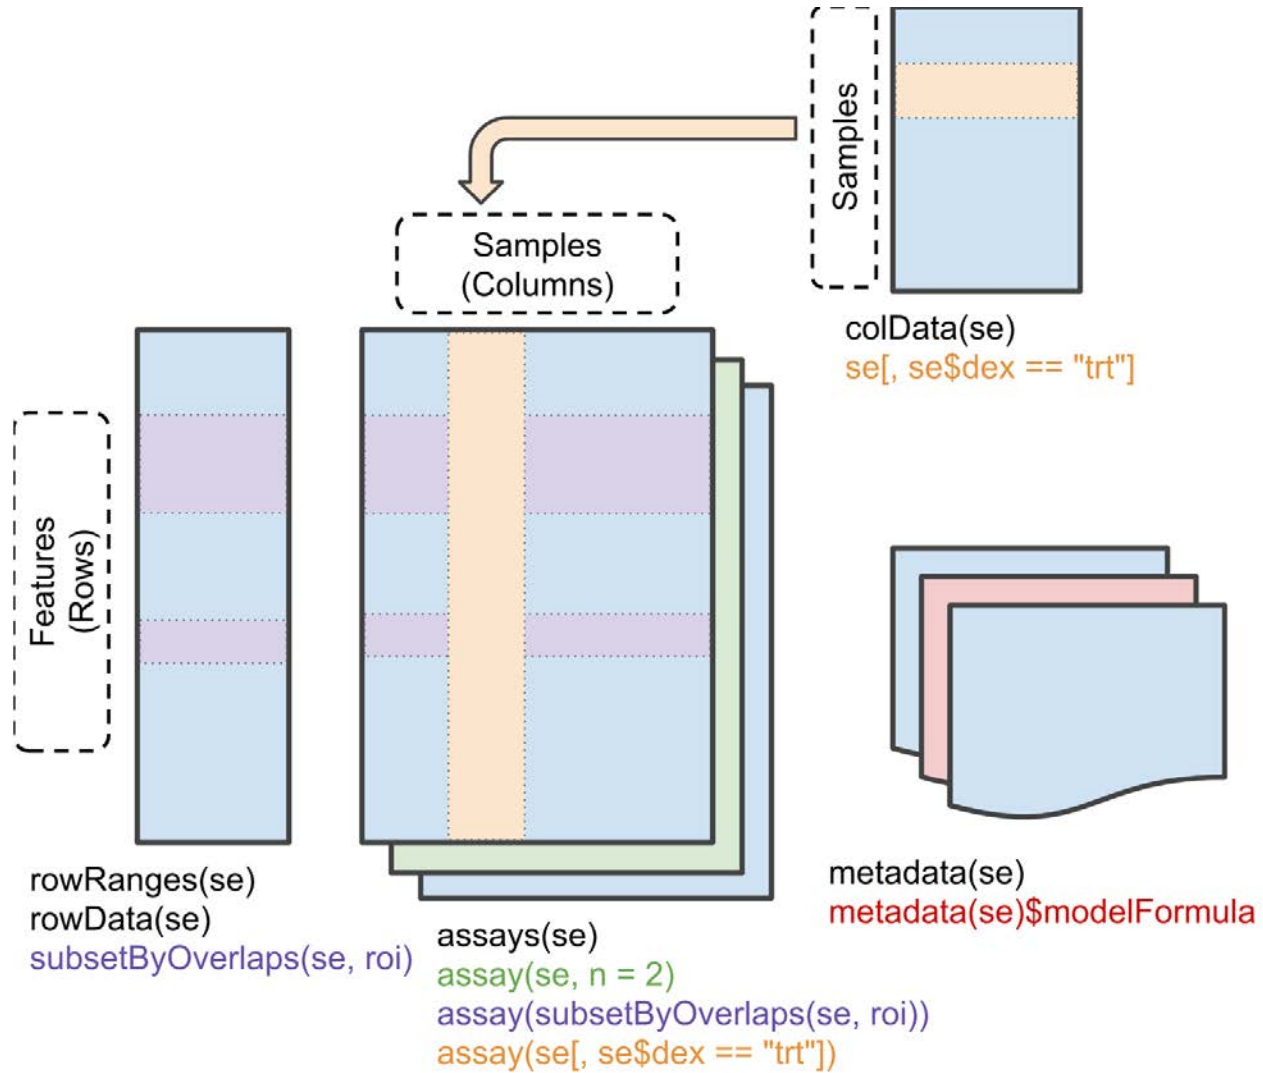 Samples
Samples
(Columns)
colData(se)
se[, se$dex == "trt"]
Features
(Rows)
rowRanges(se)
rowData(se)
subsetByOverlaps(se, roi)
assays(se)
assay(se, n = 2)
assay(subsetByOverlaps(se, roi))
assay(se[, se$dex == "trt"])
metadata(se)
metadata(se)$modelFormula